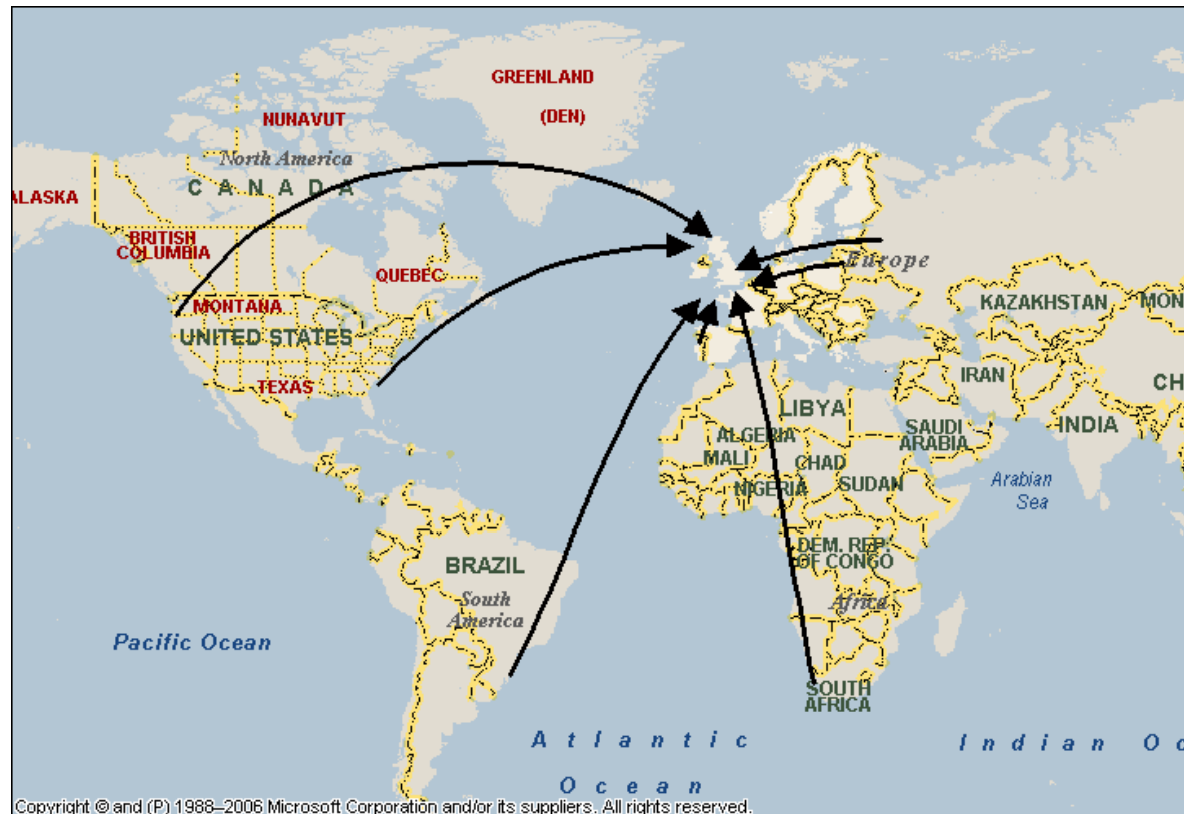 GREENLAND
(DEN)
NUNAVUT
North America
CANADA
ALASKA
BRITISH
COLUMBIA
QUEBEC
Europe
MONTANA
KAZAKHSTAN
MON
UNITED STATES
IRAN
TEXAS
CH
LIBYA
SAUDI
ARABIA
INDIA
ALGERIA
MALI
CHAD
SUDAN
NIGERIA
Arabian
Sea
DEM. REP.
OF CONGO
BRAZIL
South
America
Africa
Pacific Ocean
SOUTH
AFRICA
Atlantic
Ocean
Indian Oc
Copyright © and (P) 1988–2006 Microsoft Corporation and/or its suppliers. All rights reserved.